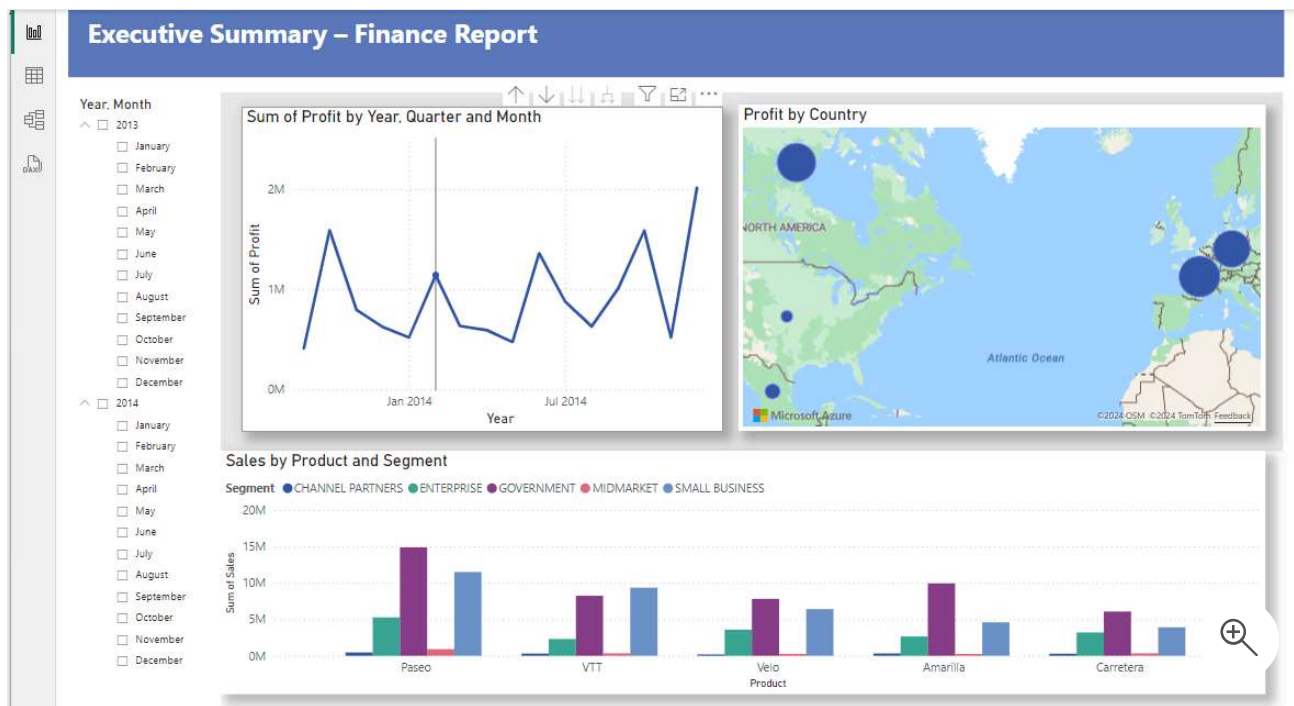 Executive Summary – Finance Report
Year, Month
2013
January
February
March
April
May
June
July
August
September
October
November
December
2014
January
February
March
April
May
June
July
August
September
October
November
December
Sum of Profit by Year, Quarter and Month
Sum of Profit
2M
1M
0M
Jan 2014
Jul 2014
Year
Profit by Country
NORTH AMERICA
Atlantic Ocean
Microsoft Azure
©2024 OSM ©2024 TomTom Feedback
Sales by Product and Segment
Segment CHANNEL PARTNERS ENTERPRISE GOVERNMENT MIDMARKET SMALL BUSINESS
Sum of Sales
20M
15M
10M
5M
0M
Paseo VTT Velo Amarilla Carretera
Product
DAX